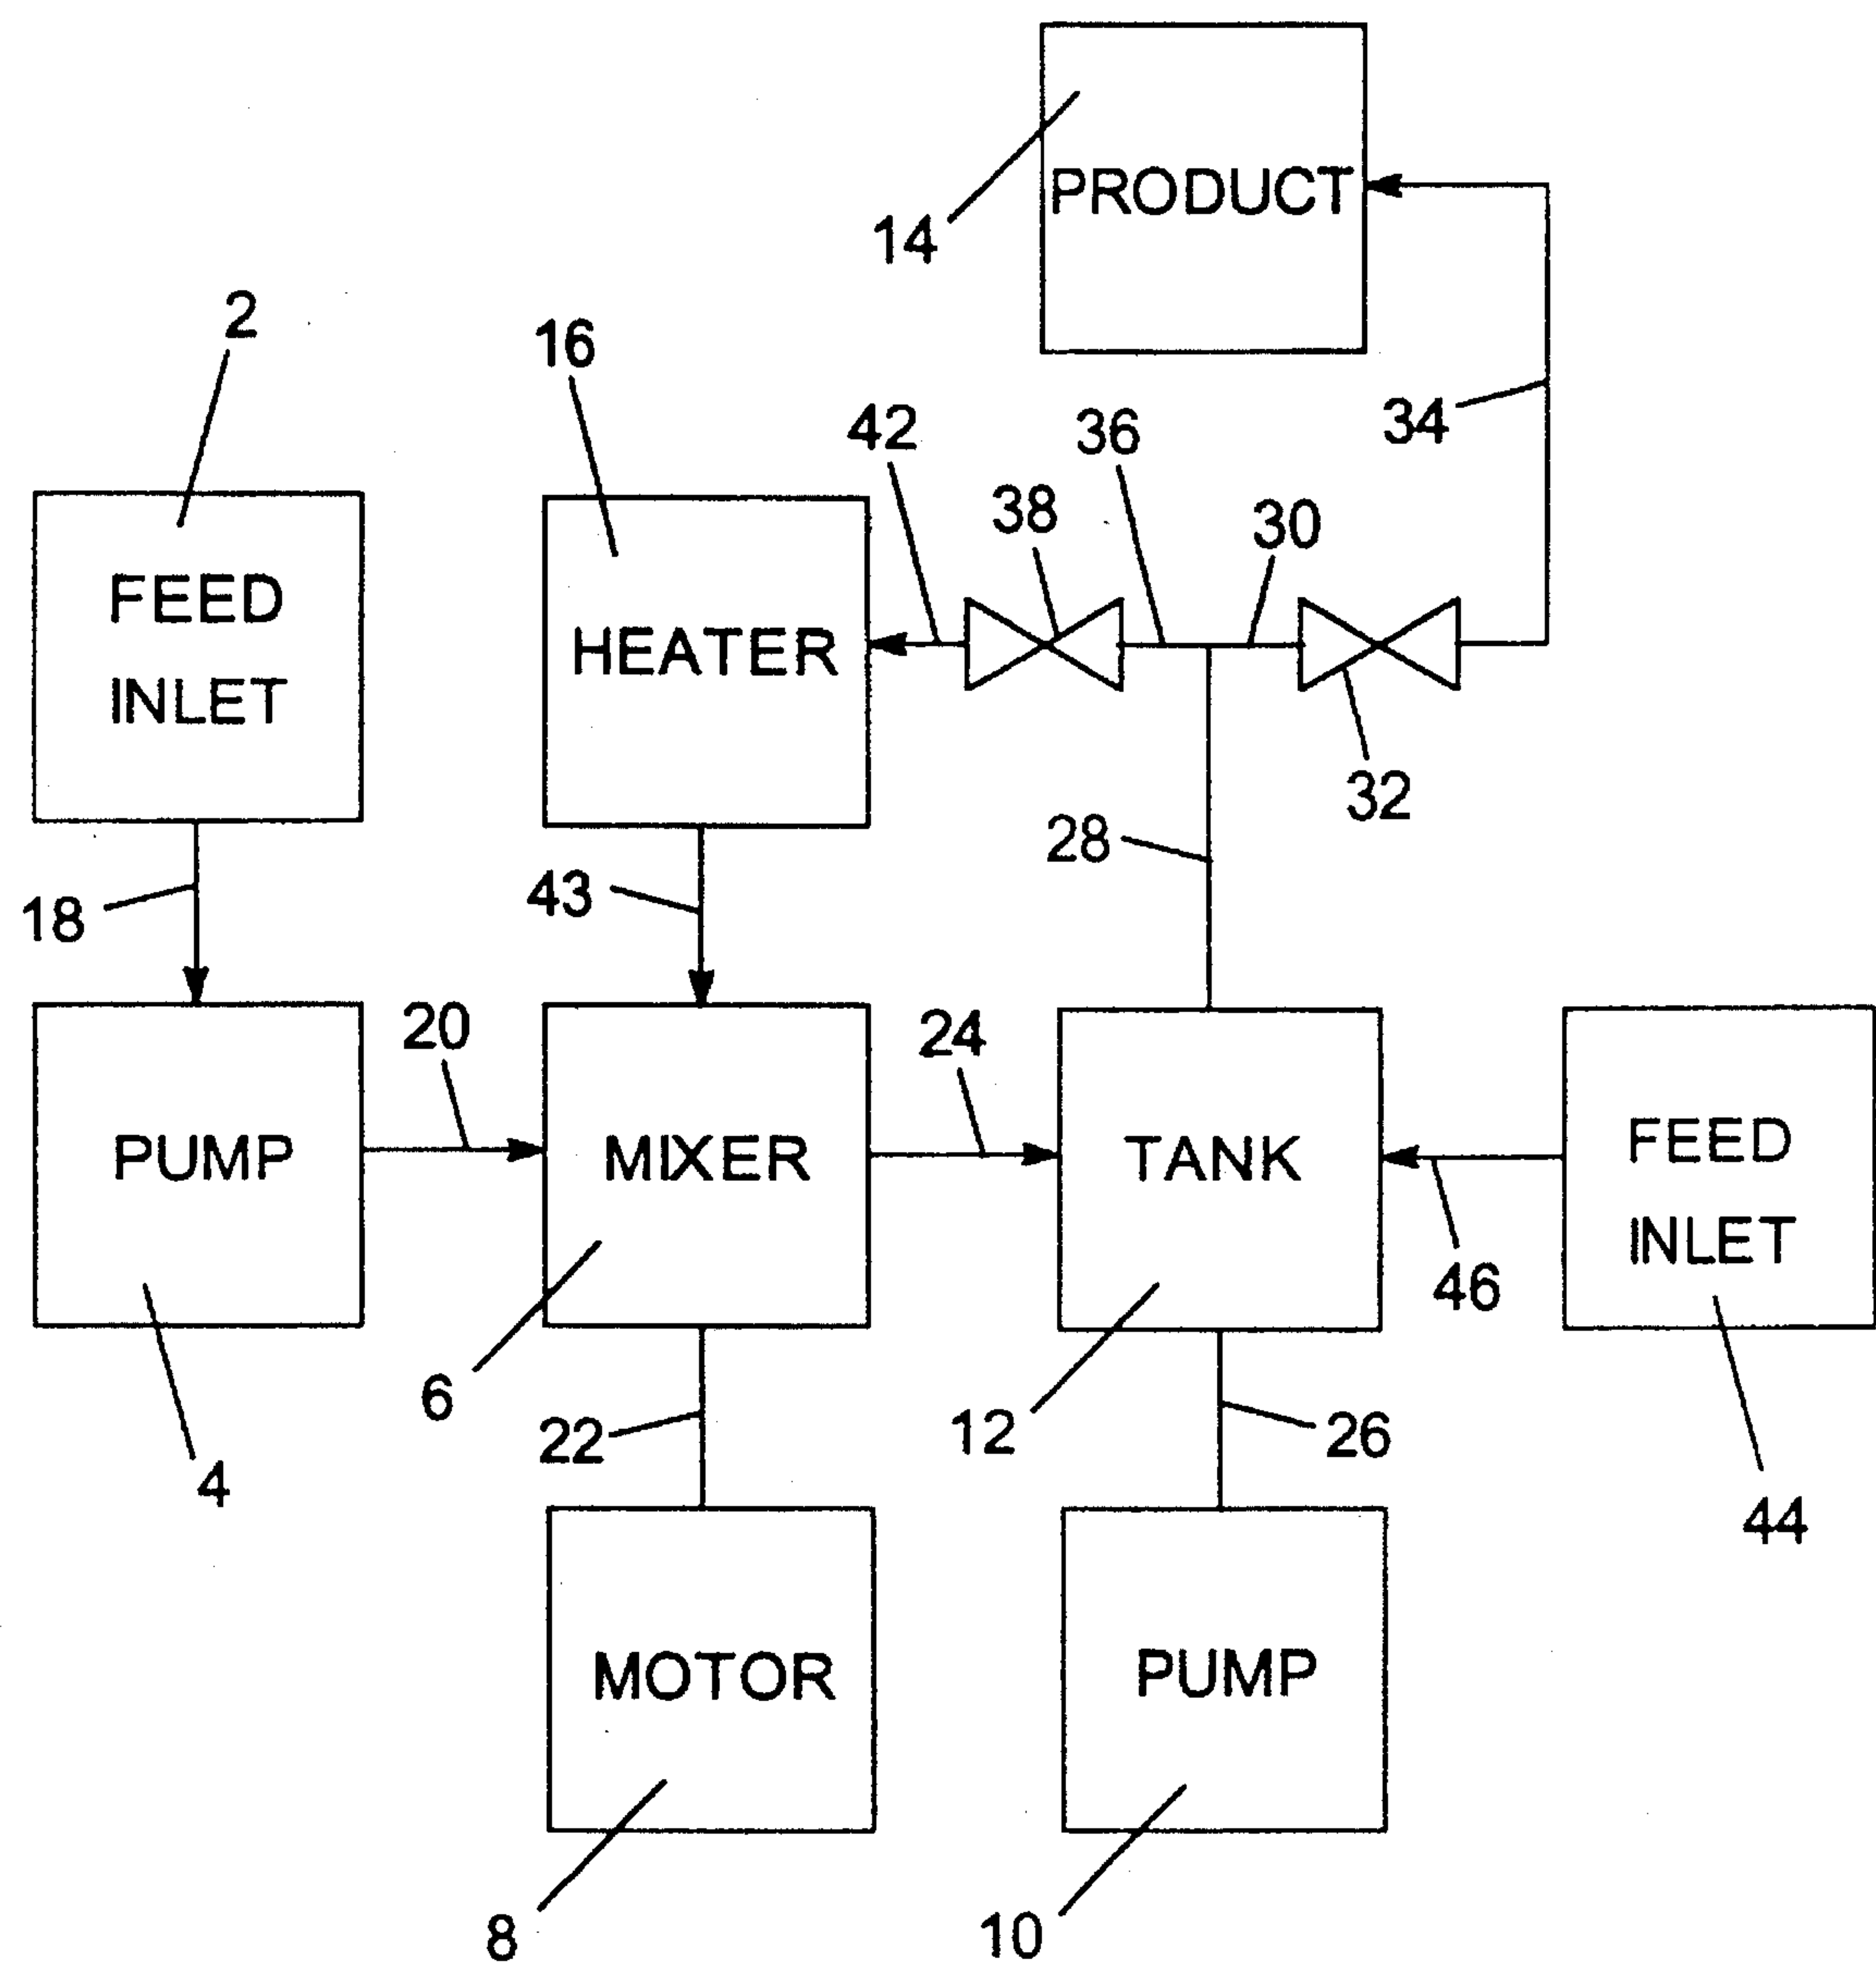 PRODUCT
14
2
16
42
36
34
38
30
FEED
INLET
HEATER
32
28
18
43
20
24
PUMP
MIXER
TANK
FEED
INLET
46
6
22
12
26
4
44
MOTOR
PUMP
8
10